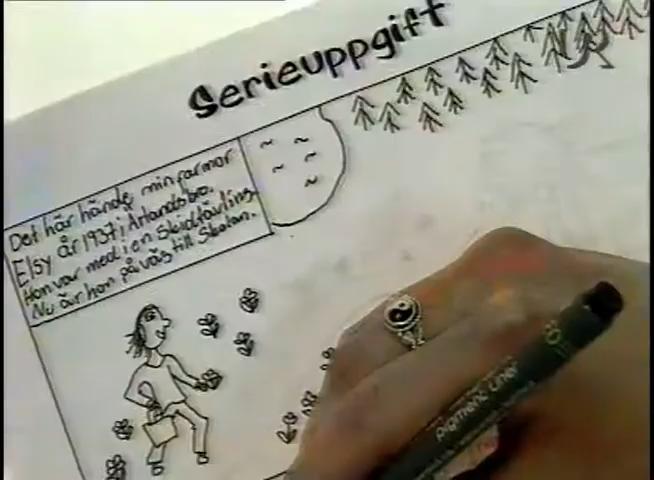 Serieuppgift
Det här hände min farmor
Elsy år 1937 i Arlandsbro.
Hon var med i en Skidtävling.
Nu är hon på väg till Skolan.
pigment liner